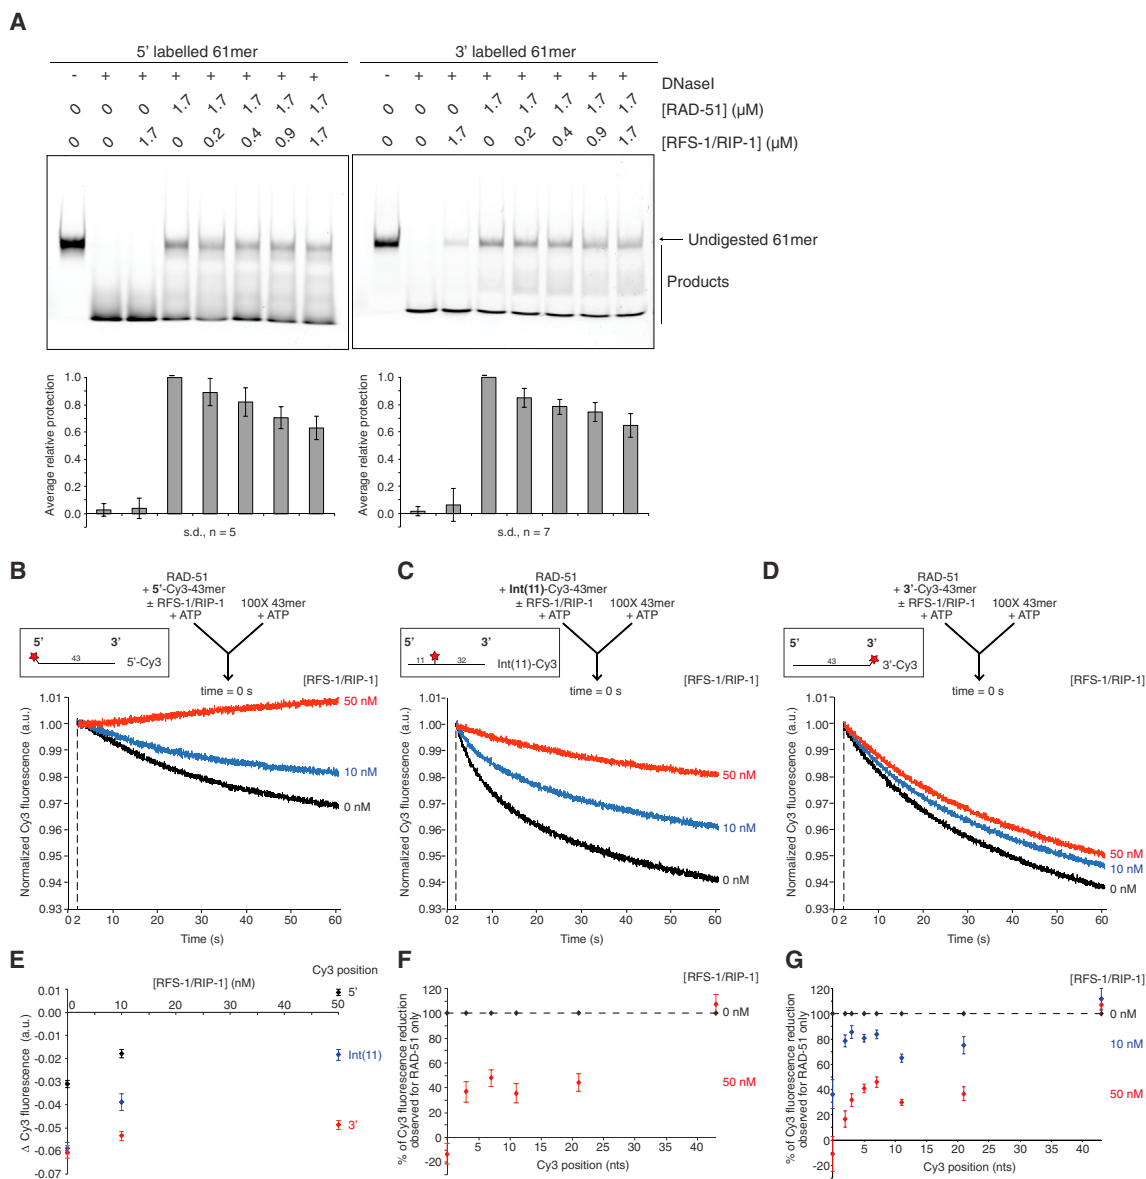 A
5’ labelled 61mer 3’ labelled 61mer
- + + + + + + + - + + + + + + + DNaseI
0 0 0 1.7 1.7 1.7 1.7 1.7 0 0 0 1.7 1.7 1.7 1.7 1.7 [RAD-51] (µM)
0 0 1.7 0 0.2 0.4 0.9 1.7 0 0 1.7 0 0.2 0.4 0.9 1.7 [RFS-1/RIP-1] (µM)
Undigested 61mer
Products
Average relative protection
1.0
0.8
0.6
0.4
0.2
0.0
s.d., n = 5
Average relative protection
1.0
0.8
0.6
0.4
0.2
0.0
s.d., n = 7
B
RAD-51
+ 5’-Cy3-43mer
± RFS-1/RIP-1 100X 43mer
+ ATP + ATP
5’ 3’
43
5’-Cy3
time = 0 s
[RFS-1/RIP-1]
Normalized Cy3 fluorescence (a.u.)
1.01
1.00
0.99
0.98
0.97
0.96
0.95
0.94
0.93
50 nM
10 nM
0 nM
0 2 10 20 30 40 50 60
Time (s)
C
RAD-51
+ Int(11)-Cy3-43mer
± RFS-1/RIP-1 100X 43mer
+ ATP + ATP
5’ 3’
11 32
Int(11)-Cy3
time = 0 s
[RFS-1/RIP-1]
Normalized Cy3 fluorescence (a.u.)
1.01
1.00
0.99
0.98
0.97
0.96
0.95
0.94
0.93
50 nM
10 nM
0 nM
0 2 10 20 30 40 50 60
Time (s)
D
RAD-51
+ 3’-Cy3-43mer
± RFS-1/RIP-1 100X 43mer
+ ATP + ATP
3’
43
3’-Cy3
time = 0 s
[RFS-1/RIP-1]
Normalized Cy3 fluorescence (a.u.)
1.01
1.00
0.99
0.98
0.97
0.96
0.95
0.94
0.93
50 nM
10 nM
0 nM
0 2 10 20 30 40 50 60
Time (s)
E
Cy3 position
[RFS-1/RIP-1] (nM)
0 10 20 30 40 50
Δ Cy3 fluorescence (a.u.)
0.01
0.00
-0.01
-0.02
-0.03
-0.04
-0.05
-0.06
-0.07
5’
Int(11)
3’
F
[RFS-1/RIP-1]
% of Cy3 fluorescence reduction
observed for RAD-51 only
120
100
80
60
40
20
0
-20
0 nM
50 nM
5 10 15 20 25 30 35 40
Cy3 position (nts)
G
[RFS-1/RIP-1]
% of Cy3 fluorescence reduction
observed for RAD-51 only
120
100
80
60
40
20
0
-20
0 nM
10 nM
50 nM
5 10 15 20 25 30 35 40
Cy3 position (nts)